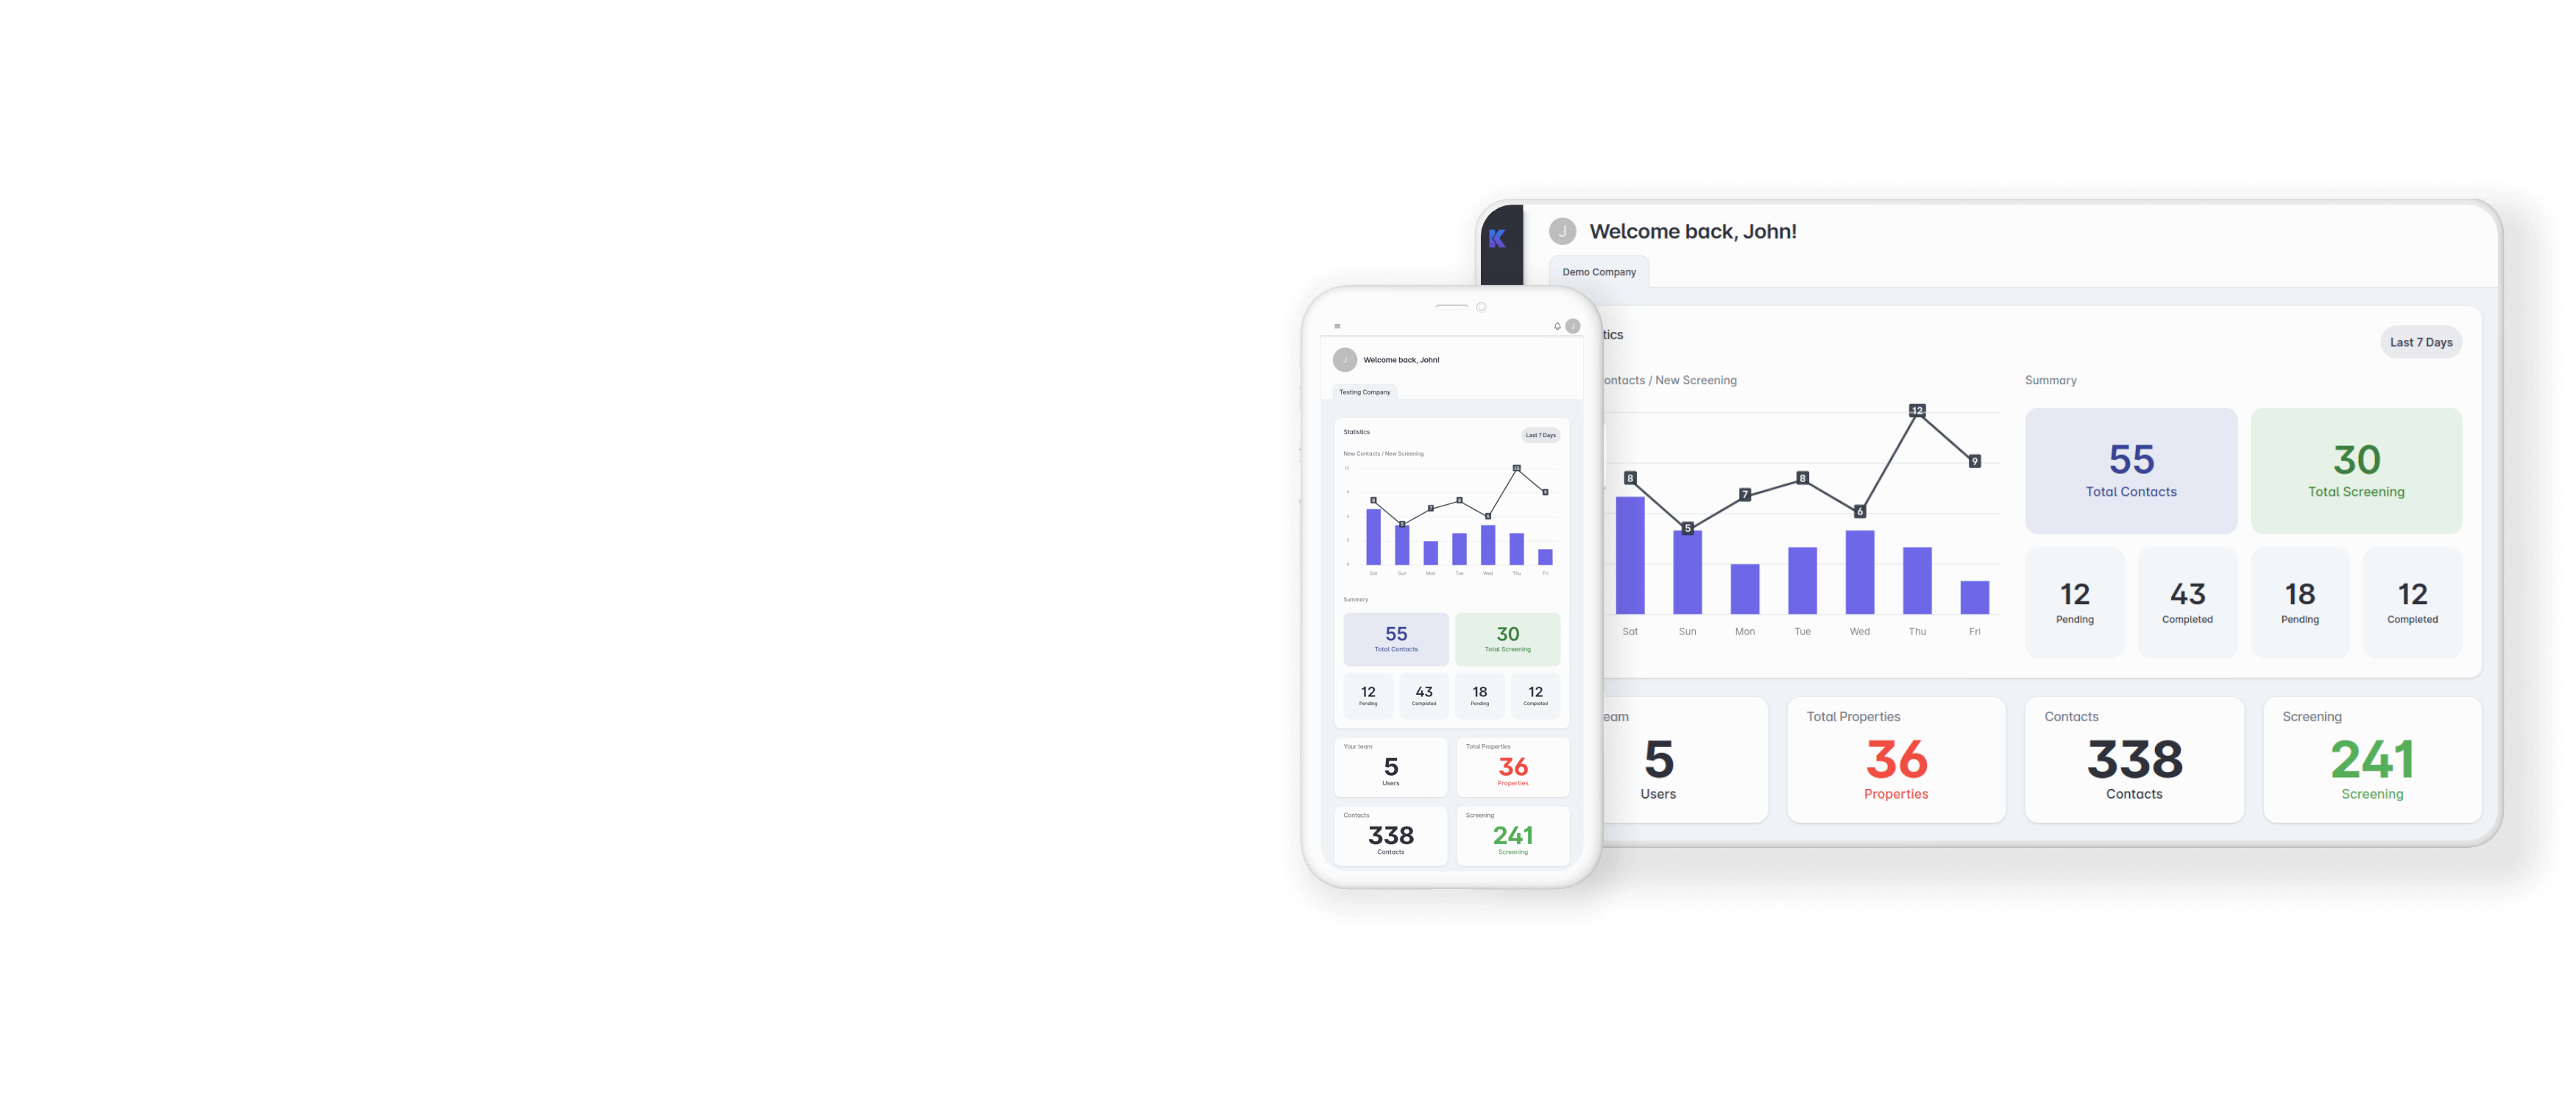 K
J
Welcome back, John!
Demo Company
tics
Last 7 Days
ontacts / New Screening
Summary
12
8
5
7
8
6
9
Sat
Sun
Mon
Tue
Wed
Thu
Fri
55
Total Contacts
30
Total Screening
12
Pending
43
Completed
18
Pending
12
Completed
eam
5
Users
Total Properties
36
Properties
Contacts
338
Contacts
Screening
241
Screening
J
J
Welcome back, John!
Testing Company
Statistics
Last 7 Days
New Contacts / New Screening
Sat
Sun
Mon
Tue
Wed
Thu
Fri
Summary
55
Total Contacts
30
Total Screening
12
Pending
43
Completed
18
Pending
12
Completed
Your team
5
Users
Total Properties
36
Properties
Contacts
338
Contacts
Screening
241
Screening